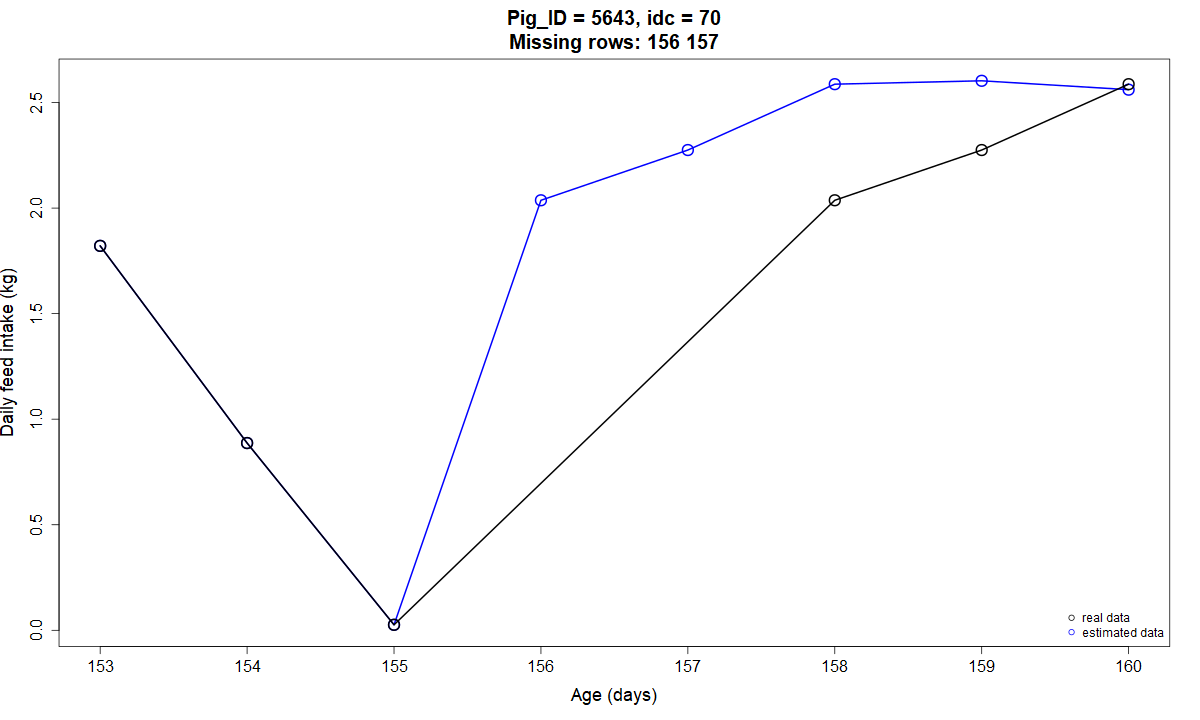 Pig_ID = 5643, idc = 70
Missing rows: 156 157
Daily feed intake (kg)
2.5
2.0
1.5
1.0
0.5
0.0
153 154 155 156 157 158 159 160
Age (days)
real data
estimated data